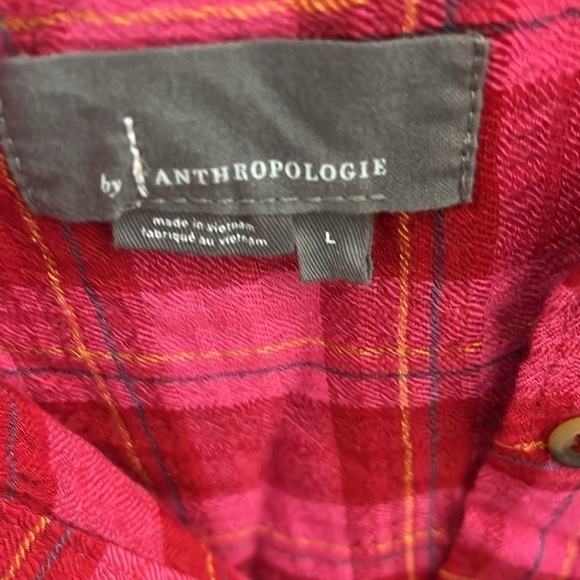 by ANTHROPOLOGIE
made in vietnam
fabriqué au vietnam
L